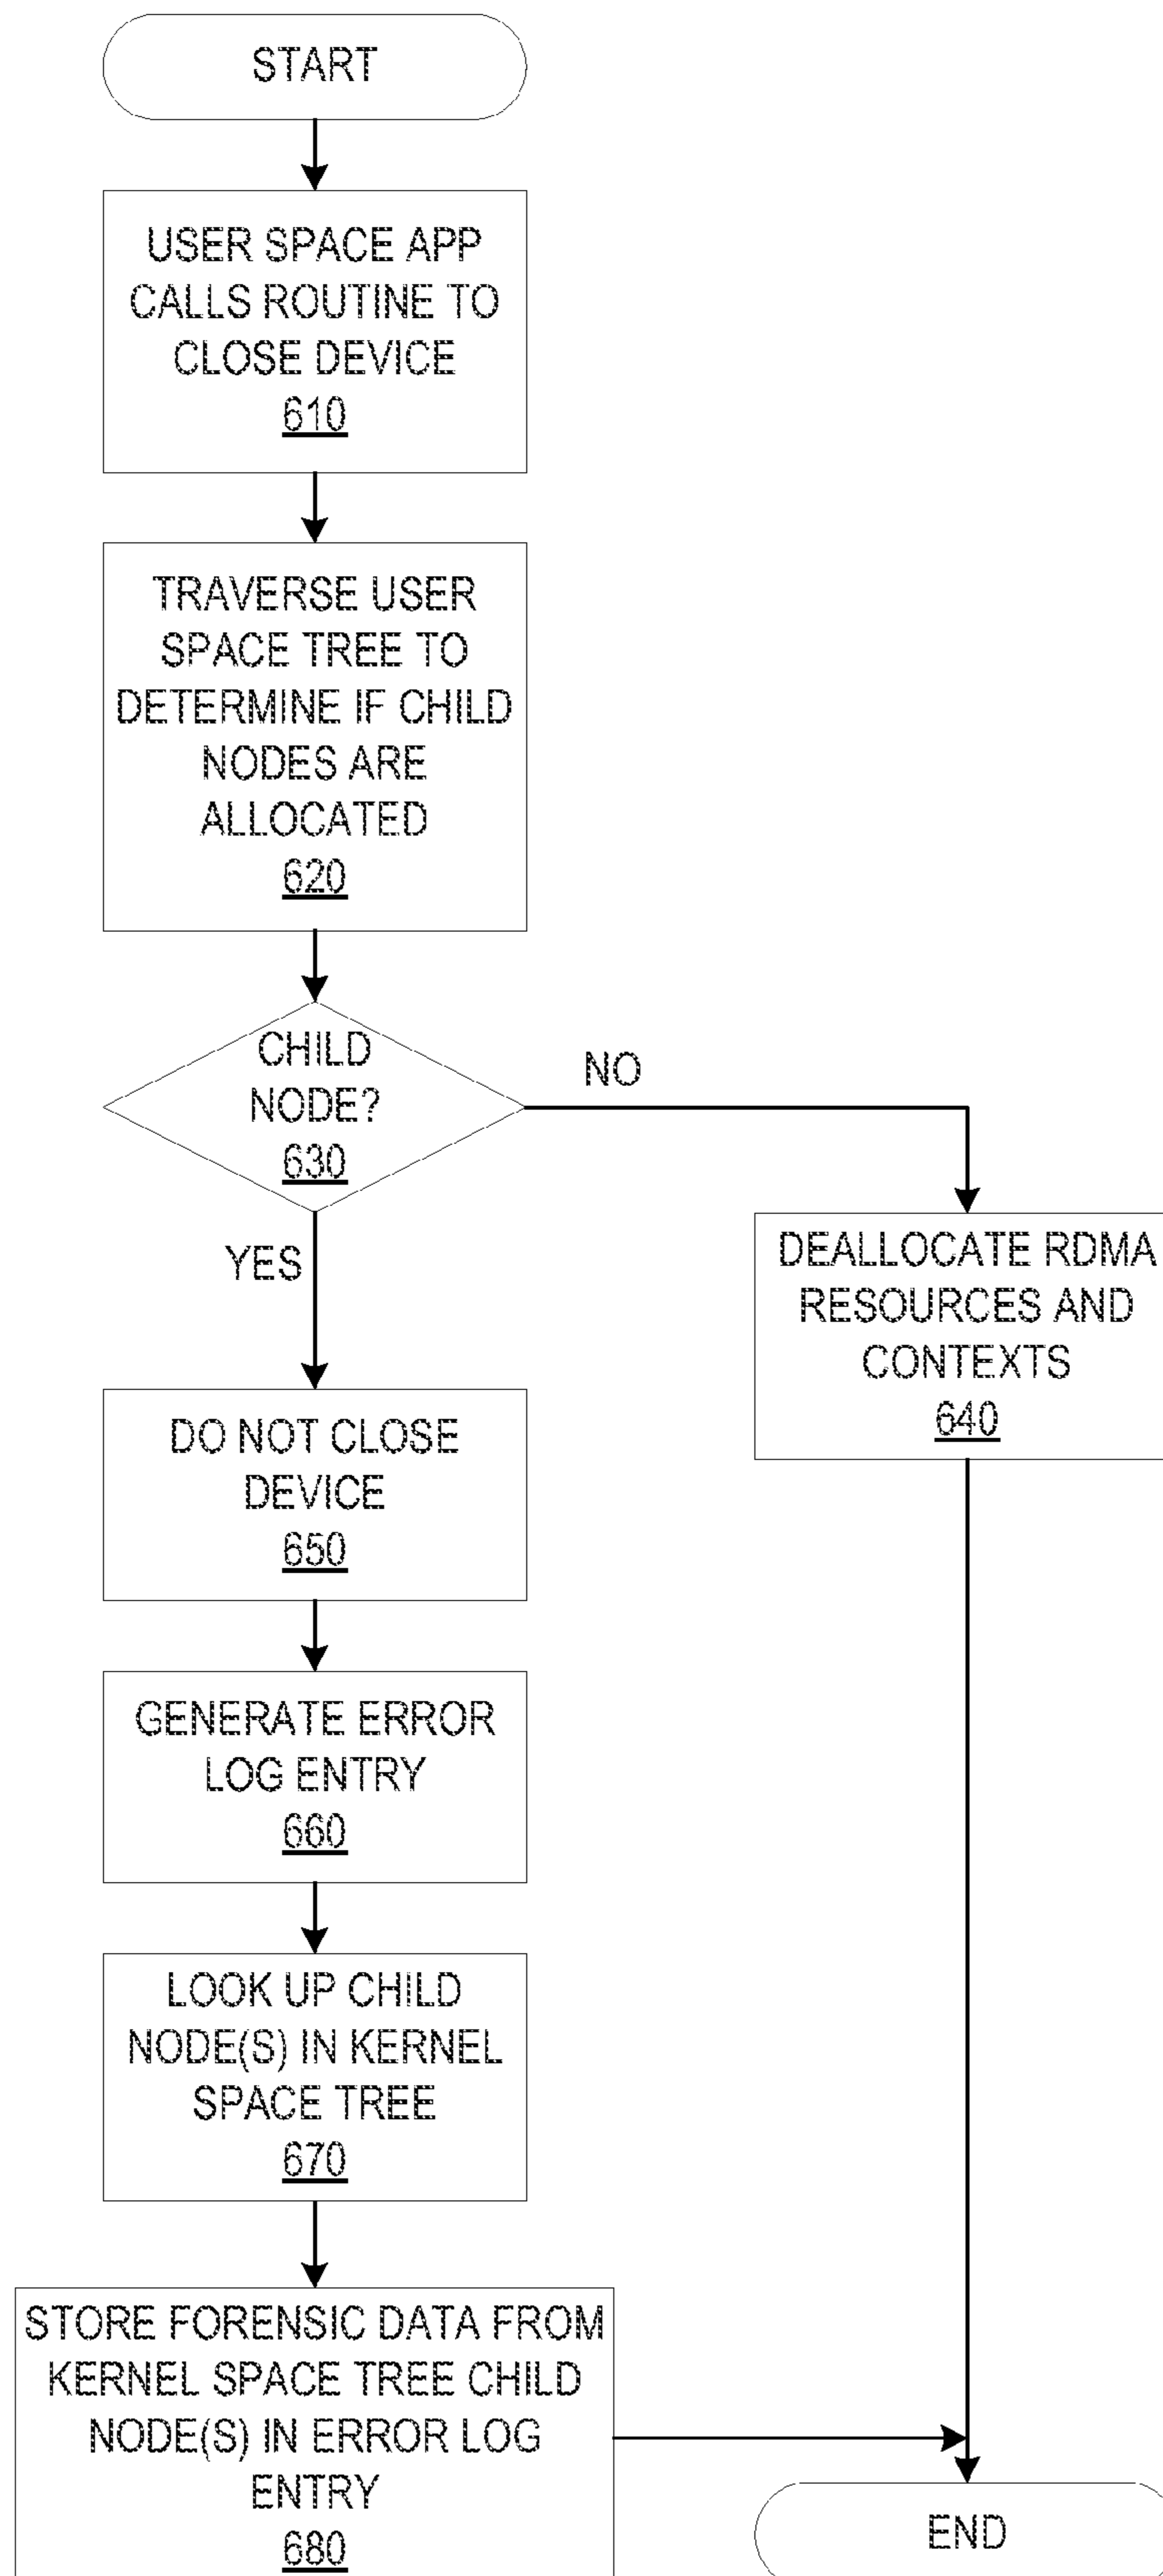 START
USER SPACE APP
CALLS ROUTINE TO
CLOSE DEVICE
610
TRAVERSE USER
SPACE TREE TO
DETERMINE IF CHILD
NODES ARE
ALLOCATED
620
CHILD
NODE?
630
NO
YES
DEALLOCATE RDMA
RESOURCES AND
CONTEXTS
640
DO NOT CLOSE
DEVICE
650
GENERATE ERROR
LOG ENTRY
660
LOOK UP CHILD
NODE(S) IN KERNEL
SPACE TREE
670
STORE FORENSIC DATA FROM
KERNEL SPACE TREE CHILD
NODE(S) IN ERROR LOG
ENTRY
680
END